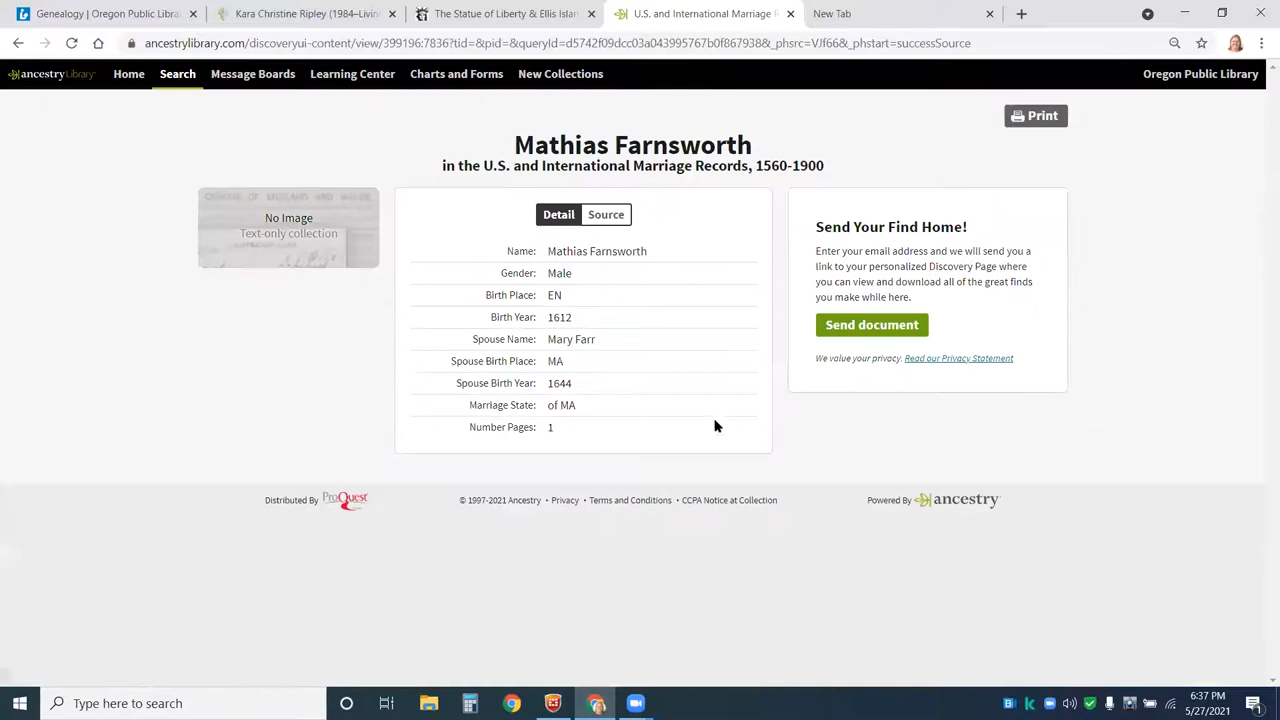 Genealogy | Oregon Public Libra
Kara Christine Ripley (1984–Livin
The Statue of Liberty & Ellis Islan
U.S. and International Marriage R
New Tab
ancestrylibrary.com/discoveryui-content/view/399196:7836?tid=&pid=&queryId=d5742f09dcc03a043995767b0f867938&_phsrc=VJf66&_phstart=successSource
ancestryLibrary
Home
Search
Message Boards
Learning Center
Charts and Forms
New Collections
Oregon Public Library
Print
Mathias Farnsworth
in the U.S. and International Marriage Records, 1560-1900
No Image
Text-only collection
Detail
Source
Name: Mathias Farnsworth
Gender: Male
Birth Place: EN
Birth Year: 1612
Spouse Name: Mary Farr
Spouse Birth Place: MA
Spouse Birth Year: 1644
Marriage State: of MA
Number Pages: 1
Send Your Find Home!
Enter your email address and we will send you a
link to your personalized Discovery Page where
you can view and download all of the great finds
you make while here.
Send document
We value your privacy. Read our Privacy Statement
Distributed By ProQuest
© 1997-2021 Ancestry • Privacy • Terms and Conditions • CCPA Notice at Collection
Powered By ancestry
Type here to search
6:37 PM
5/27/2021